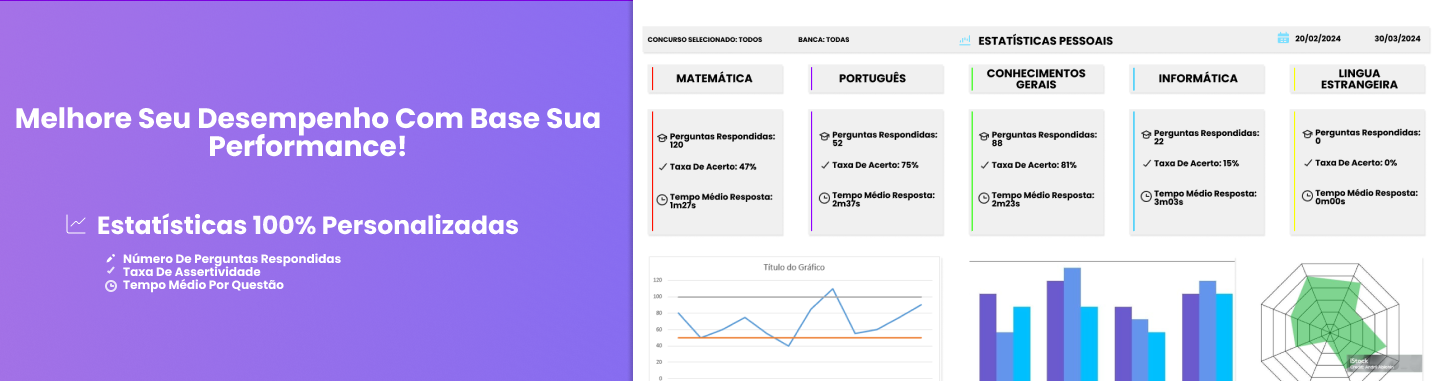 Melhore Seu Desempenho Com Base Sua
Performance!
Estatísticas 100% Personalizadas
Número De Perguntas Respondidas
Taxa De Assertividade
Tempo Médio Por Questão
CONCURSO SELECIONADO: TODOS
BANCA: TODAS
ESTATÍSTICAS PESSOAIS
20/02/2024
30/03/2024
MATEMÁTICA
PORTUGUÊS
CONHECIMENTOS
GERAIS
INFORMÁTICA
LINGUA
ESTRANGEIRA
Perguntas Respondidas:
120
Taxa De Acerto: 47%
Tempo Médio Resposta:
1m27s
Perguntas Respondidas:
52
Taxa De Acerto: 75%
Tempo Médio Resposta:
2m37s
Perguntas Respondidas:
88
Taxa De Acerto: 81%
Tempo Médio Resposta:
2m23s
Perguntas Respondidas:
22
Taxa De Acerto: 15%
Tempo Médio Resposta:
3m03s
Perguntas Respondidas:
0
Taxa De Acerto: 0%
Tempo Médio Resposta:
0m00s
Título do Gráfico
120
100
80
60
40
20
0
iStock